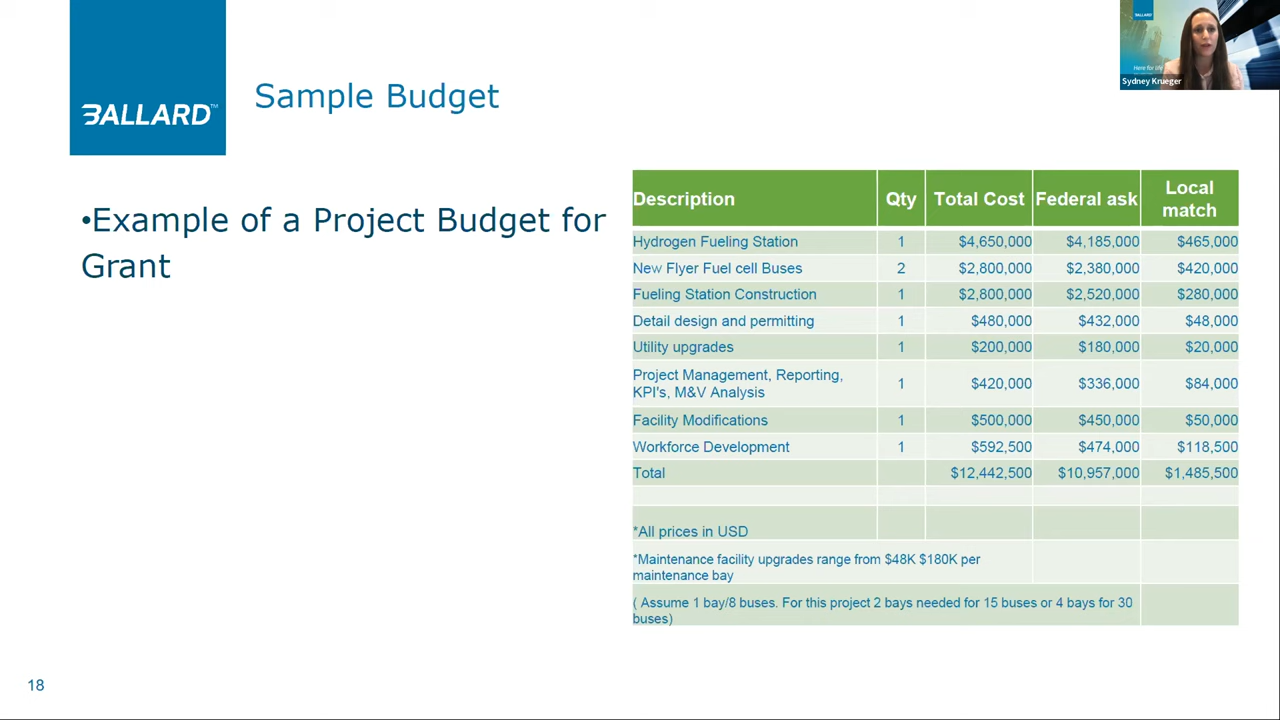 BALLARD™
Sample Budget
•Example of a Project Budget for
Grant
Description Qty Total Cost Federal ask Local match
Hydrogen Fueling Station 1 $4,650,000 $4,185,000 $465,000
New Flyer Fuel cell Buses 2 $2,800,000 $2,380,000 $420,000
Fueling Station Construction 1 $2,800,000 $2,520,000 $280,000
Detail design and permitting 1 $480,000 $432,000 $48,000
Utility upgrades 1 $200,000 $180,000 $20,000
Project Management, Reporting,
KPI's, M&V Analysis 1 $420,000 $336,000 $84,000
Facility Modifications 1 $500,000 $450,000 $50,000
Workforce Development 1 $592,500 $474,000 $118,500
Total $12,442,500 $10,957,000 $1,485,500
*All prices in USD
*Maintenance facility upgrades range from $48K $180K per
maintenance bay
( Assume 1 bay/8 buses. For this project 2 bays needed for 15 buses or 4 bays for 30
buses)
18
BALLARD
Here for life
Sydney Krueger